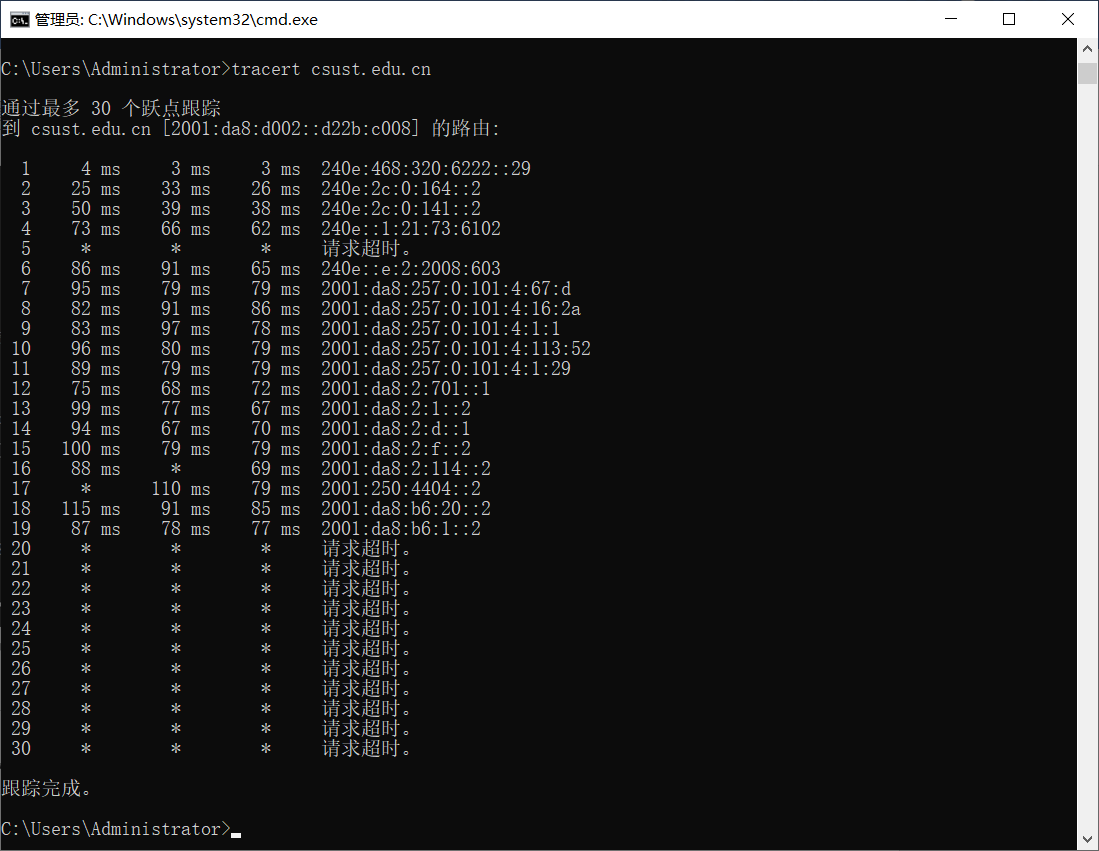 管理员: C:\Windows\system32\cmd.exe
C:\Users\Administrator>tracert csust.edu.cn
通过最多 30 个跃点跟踪
到 csust.edu.cn [2001:da8:d002::d22b:c008] 的路由:
1 4 ms 3 ms 3 ms 240e:468:320:6222::29
2 25 ms 33 ms 26 ms 240e:2c:0:164::2
3 50 ms 39 ms 38 ms 240e:2c:0:141::2
4 73 ms 66 ms 62 ms 240e::1:21:73:6102
5 * * * 请求超时。
6 86 ms 91 ms 65 ms 240e::e:2:2008:603
7 95 ms 79 ms 79 ms 2001:da8:257:0:101:4:67:d
8 82 ms 91 ms 86 ms 2001:da8:257:0:101:4:16:2a
9 83 ms 97 ms 78 ms 2001:da8:257:0:101:4:1:1
10 96 ms 80 ms 79 ms 2001:da8:257:0:101:4:113:52
11 89 ms 79 ms 79 ms 2001:da8:257:0:101:4:1:29
12 75 ms 68 ms 72 ms 2001:da8:2:701::1
13 99 ms 77 ms 67 ms 2001:da8:2:1::2
14 94 ms 67 ms 70 ms 2001:da8:2:d::1
15 100 ms 79 ms 79 ms 2001:da8:2:f::2
16 88 ms * 69 ms 2001:da8:2:114::2
17 * 110 ms 79 ms 2001:250:4404::2
18 115 ms 91 ms 85 ms 2001:da8:b6:20::2
19 87 ms 78 ms 77 ms 2001:da8:b6:1::2
20 * * * 请求超时。
21 * * * 请求超时。
22 * * * 请求超时。
23 * * * 请求超时。
24 * * * 请求超时。
25 * * * 请求超时。
26 * * * 请求超时。
27 * * * 请求超时。
28 * * * 请求超时。
29 * * * 请求超时。
30 * * * 请求超时。
跟踪完成。
C:\Users\Administrator>